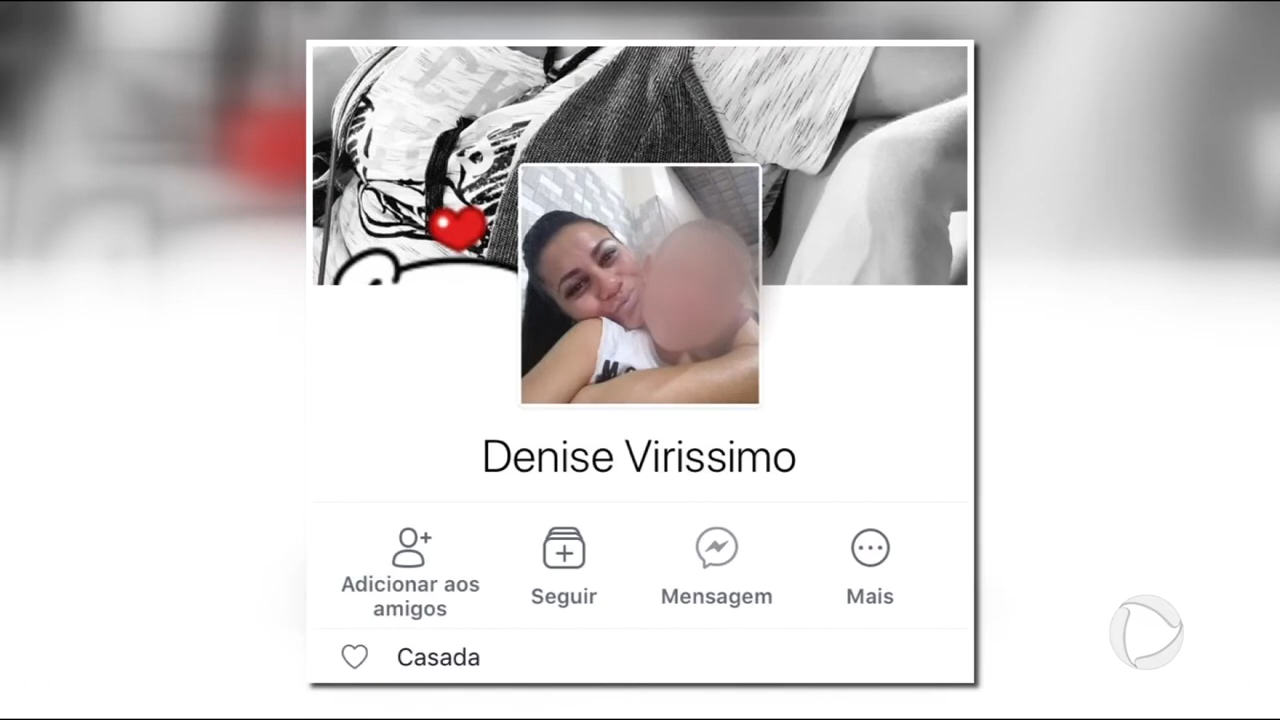 Denise Virissimo
Adicionar aos
amigos
Seguir
Mensagem
Mais
Casada